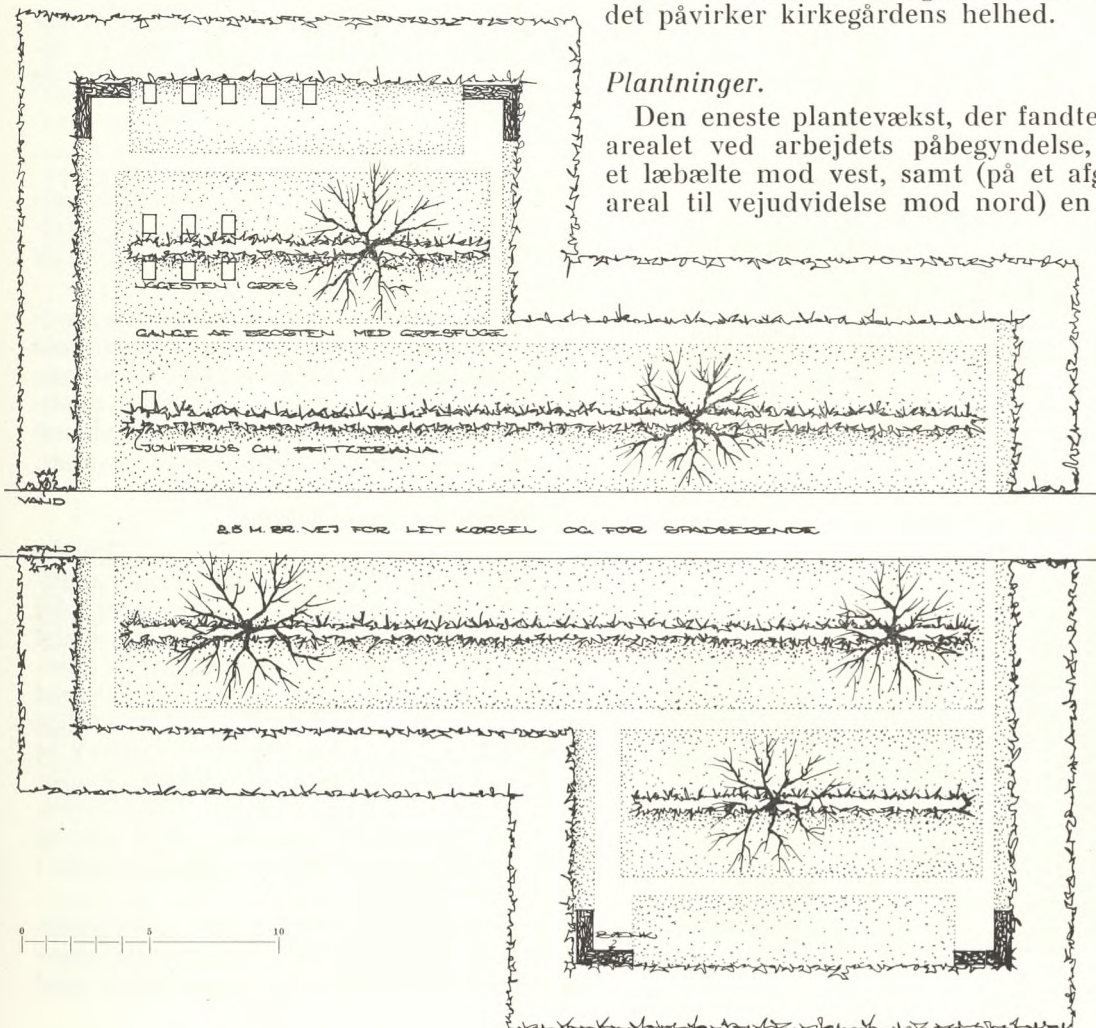 det påvirker kirkegårdens helhed.
Plantninger.
Den eneste plantevækst, der fandte
arealet ved arbejdets påbegyndelse,
et læbælte mod vest, samt (på et afg
areal til vejudvidelse mod nord) en
LIGGESTEN I GRÆS
GANGE AF BROSTEN MED GRÆSFUGE
JUNIPERUS CH. PFITZERIANA
VAND
2.5 M. BR. VEJ FOR LET KØRSEL OG FOR SPADSERENDE
AFFALD
BÆNK
0 5 10